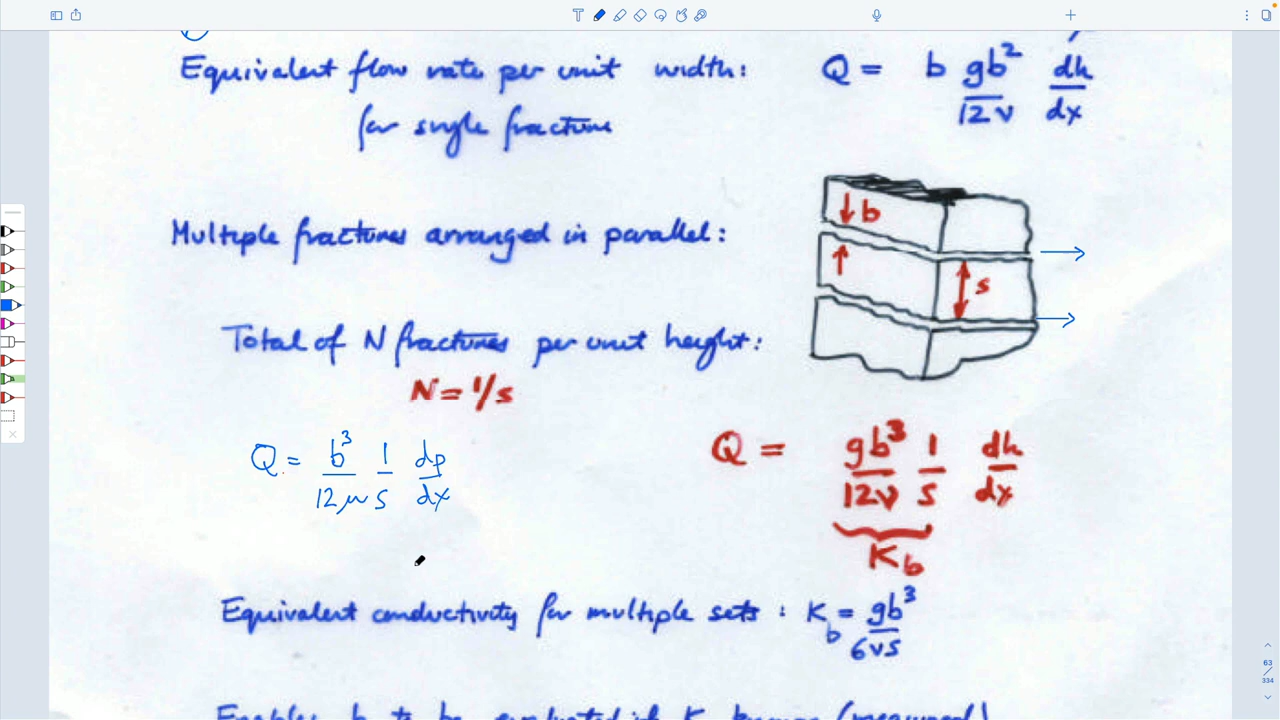 Equivalent flow rate per unit width: Q = b gb²/12ν dh/dx
for single fracture
Multiple fractures arranged in parallel:
b
s
Total of N fractures per unit height:
N = 1/s
Q = b³/12μ 1/s dp/dx
Q = gb³/12ν 1/s dh/dx
K_b
Equivalent conductivity for multiple sets : K_b = gb³/6νs
63
/
334